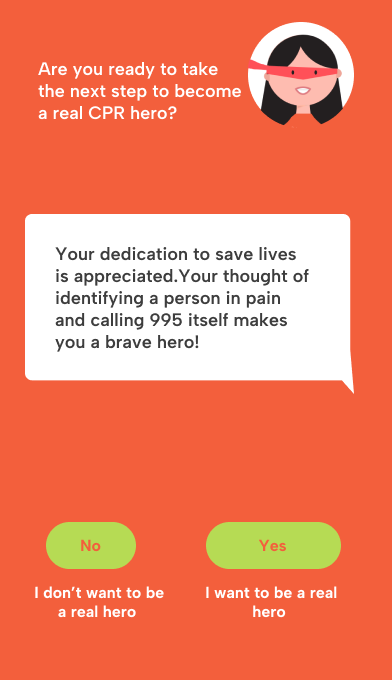 Are you ready to take
the next step to become
a real CPR hero?
Your dedication to save lives
is appreciated.Your thought of
identifying a person in pain
and calling 995 itself makes
you a brave hero!
No
Yes
I don't want to be
a real hero
I want to be a real
hero